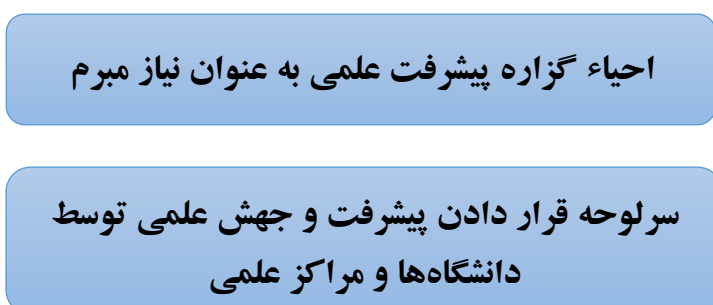 احیاء گزاره پیشرفت علمی به عنوان نیاز مبرم
سرلوحه قرار دادن پیشرفت و جهش علمی توسط
دانشگاه‌ها و مراکز علمی